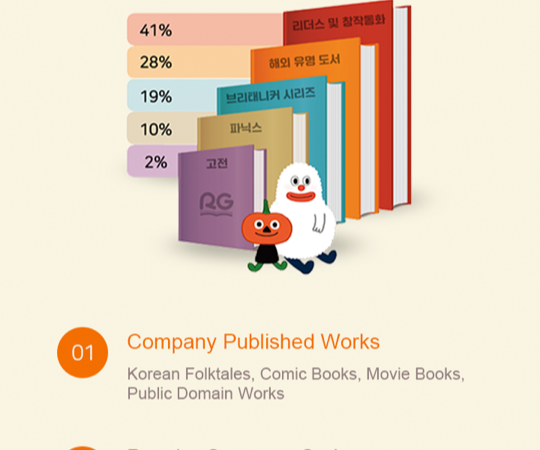 41%
리더스 및 창작동화
28%
해외 유명 도서
19%
브리태니커 시리즈
10%
파닉스
2%
고전
RG
01
Company Published Works
Korean Folktales, Comic Books, Movie Books,
Public Domain Works